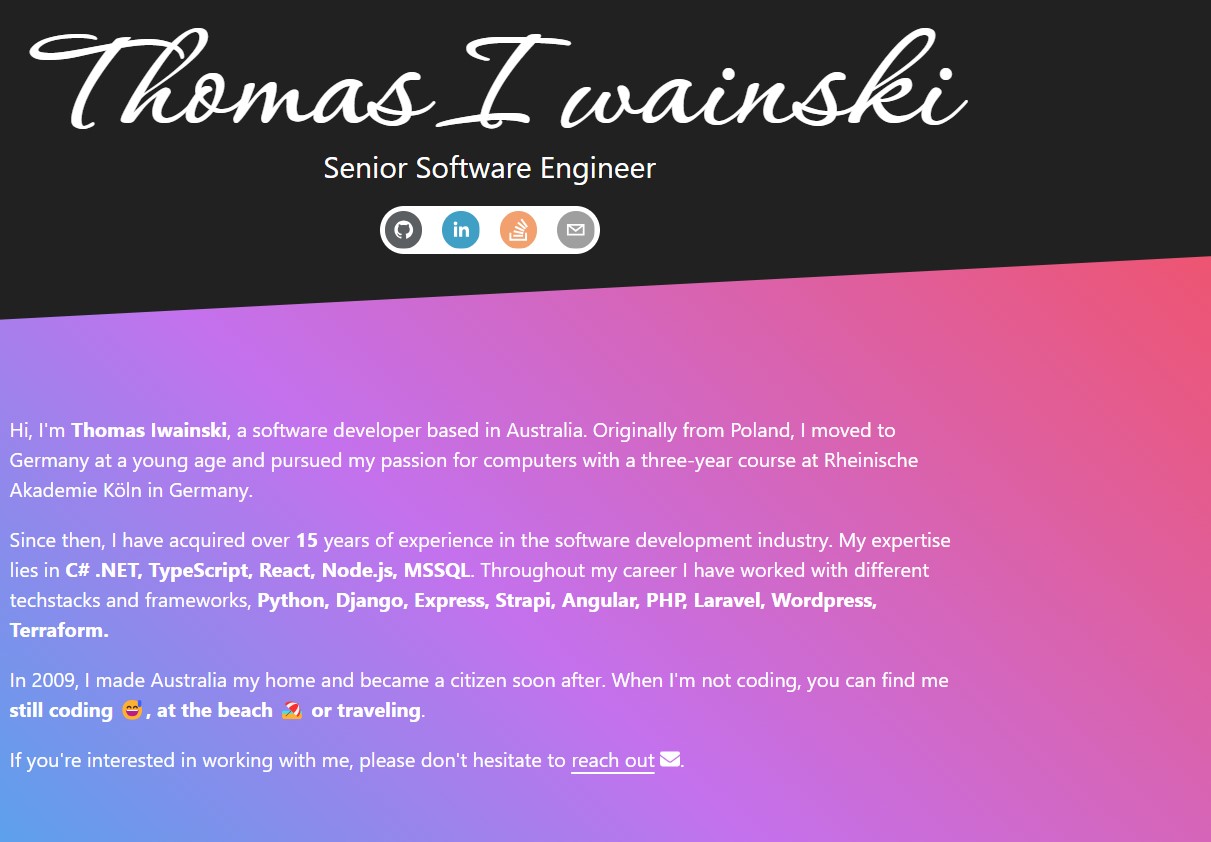 Thomas Iwainski
Senior Software Engineer
in
Hi, I'm Thomas Iwainski, a software developer based in Australia. Originally from Poland, I moved to
Germany at a young age and pursued my passion for computers with a three-year course at Rheinische
Akademie Köln in Germany.
Since then, I have acquired over 15 years of experience in the software development industry. My expertise
lies in C# .NET, TypeScript, React, Node.js, MSSQL. Throughout my career I have worked with different
techstacks and frameworks, Python, Django, Express, Strapi, Angular, PHP, Laravel, Wordpress,
Terraform.
In 2009, I made Australia my home and became a citizen soon after. When I'm not coding, you can find me
still coding 😅, at the beach 🏖️ or traveling.
If you're interested in working with me, please don't hesitate to reach out ✉.